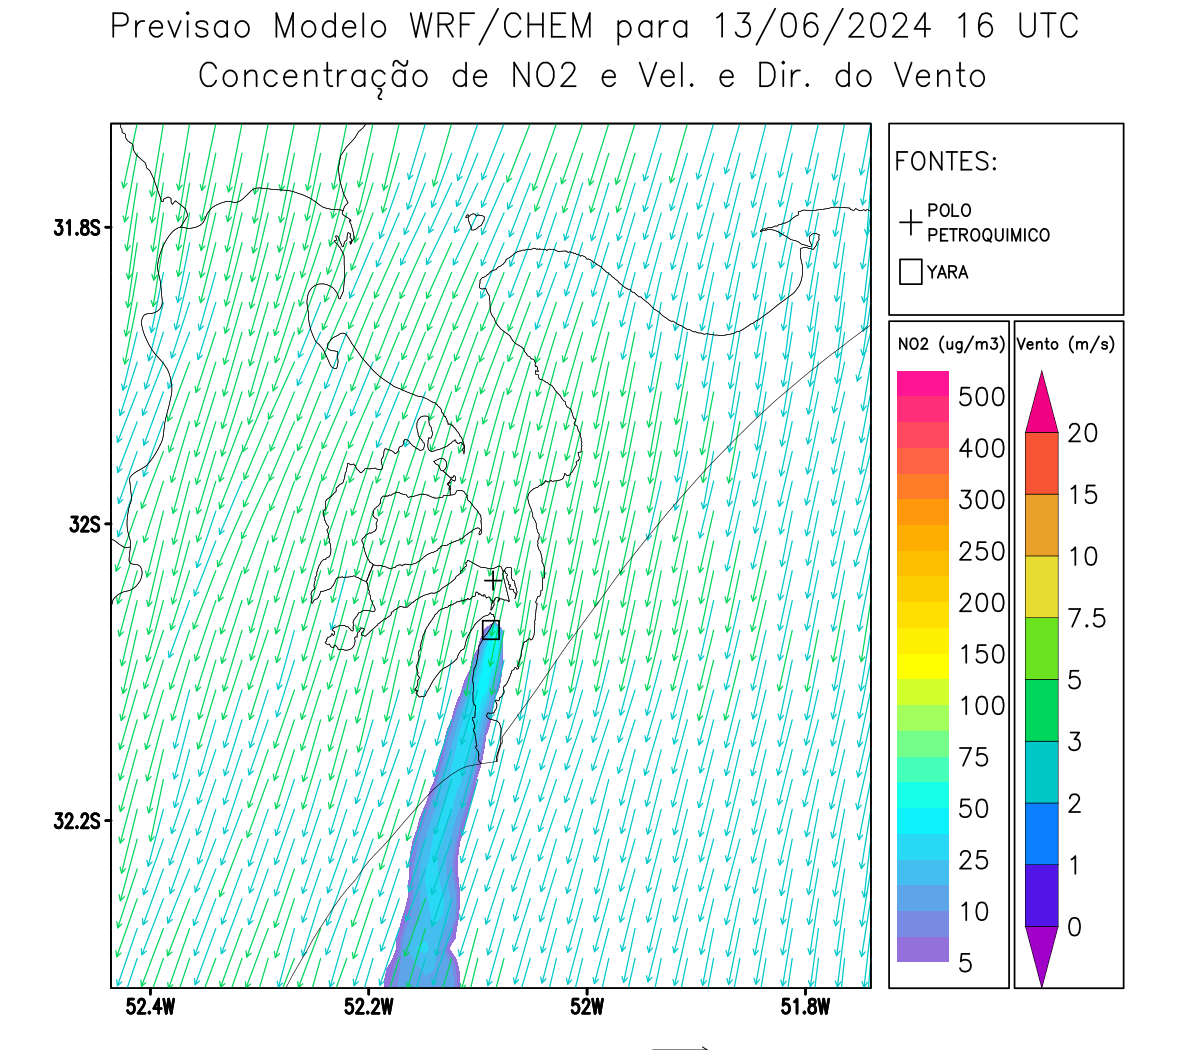 Previsao Modelo WRF/CHEM para 13/06/2024 16 UTC
Concentração de NO2 e Vel. e Dir. do Vento
FONTES:
POLO
PETROQUIMICO
YARA
31.8S
32S
32.2S
52.4W
52.2W
52W
51.8W
NO2 (ug/m3)
500
400
300
250
200
150
100
75
50
25
10
5
Vento (m/s)
20
15
10
7.5
5
3
2
1
0